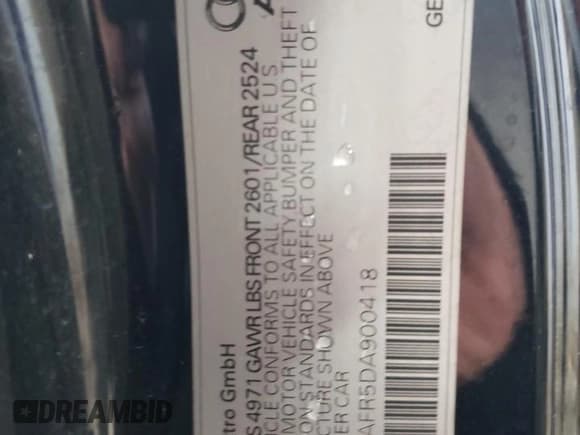 GE
tro GmbH
S 4971 GAWR LBS FRONT 2601/REAR 2524
ICLE CONFORMS TO ALL APPLICABLE U S
MOTOR VEHICLE SAFETY BUMPER AND THEFT
ON STANDARDS IN EFFECT ON THE DATE OF
CTURE SHOWN ABOVE
ER CAR
AFR5DA900418
DREAMBID